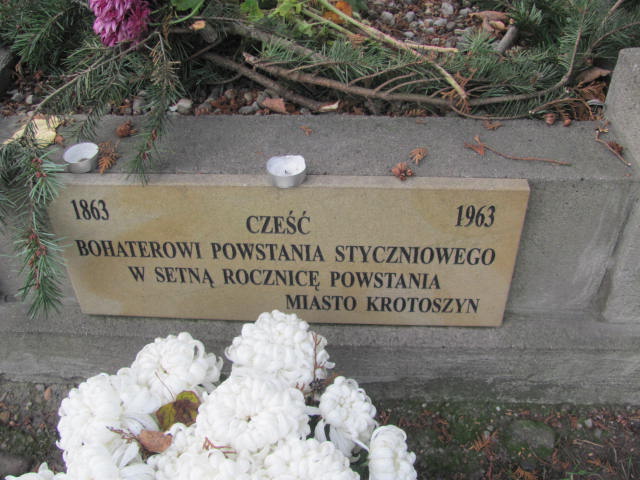 1863 1963
CZEŚĆ
BOHATEROWI POWSTANIA STYCZNIOWEGO
W SETNĄ ROCZNICĘ POWSTANIA
MIASTO KROTOSZYN